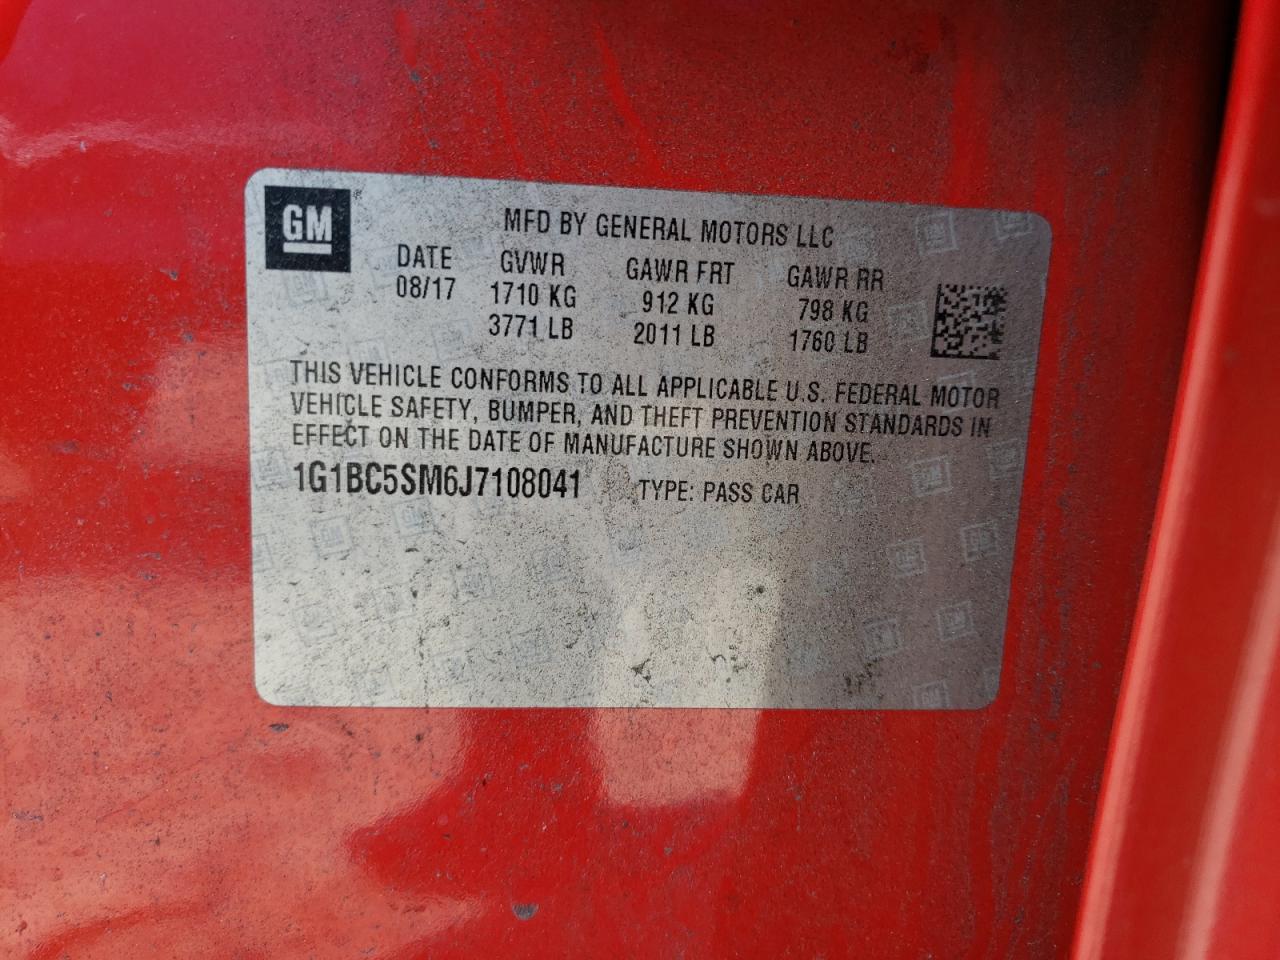 GM
MFD BY GENERAL MOTORS LLC
DATE GVWR GAWR FRT GAWR RR
08/17 1710 KG 912 KG 798 KG
3771 LB 2011 LB 1760 LB
THIS VEHICLE CONFORMS TO ALL APPLICABLE U.S. FEDERAL MOTOR
VEHICLE SAFETY, BUMPER, AND THEFT PREVENTION STANDARDS IN
EFFECT ON THE DATE OF MANUFACTURE SHOWN ABOVE.
1G1BC5SM6J7108041 TYPE: PASS CAR